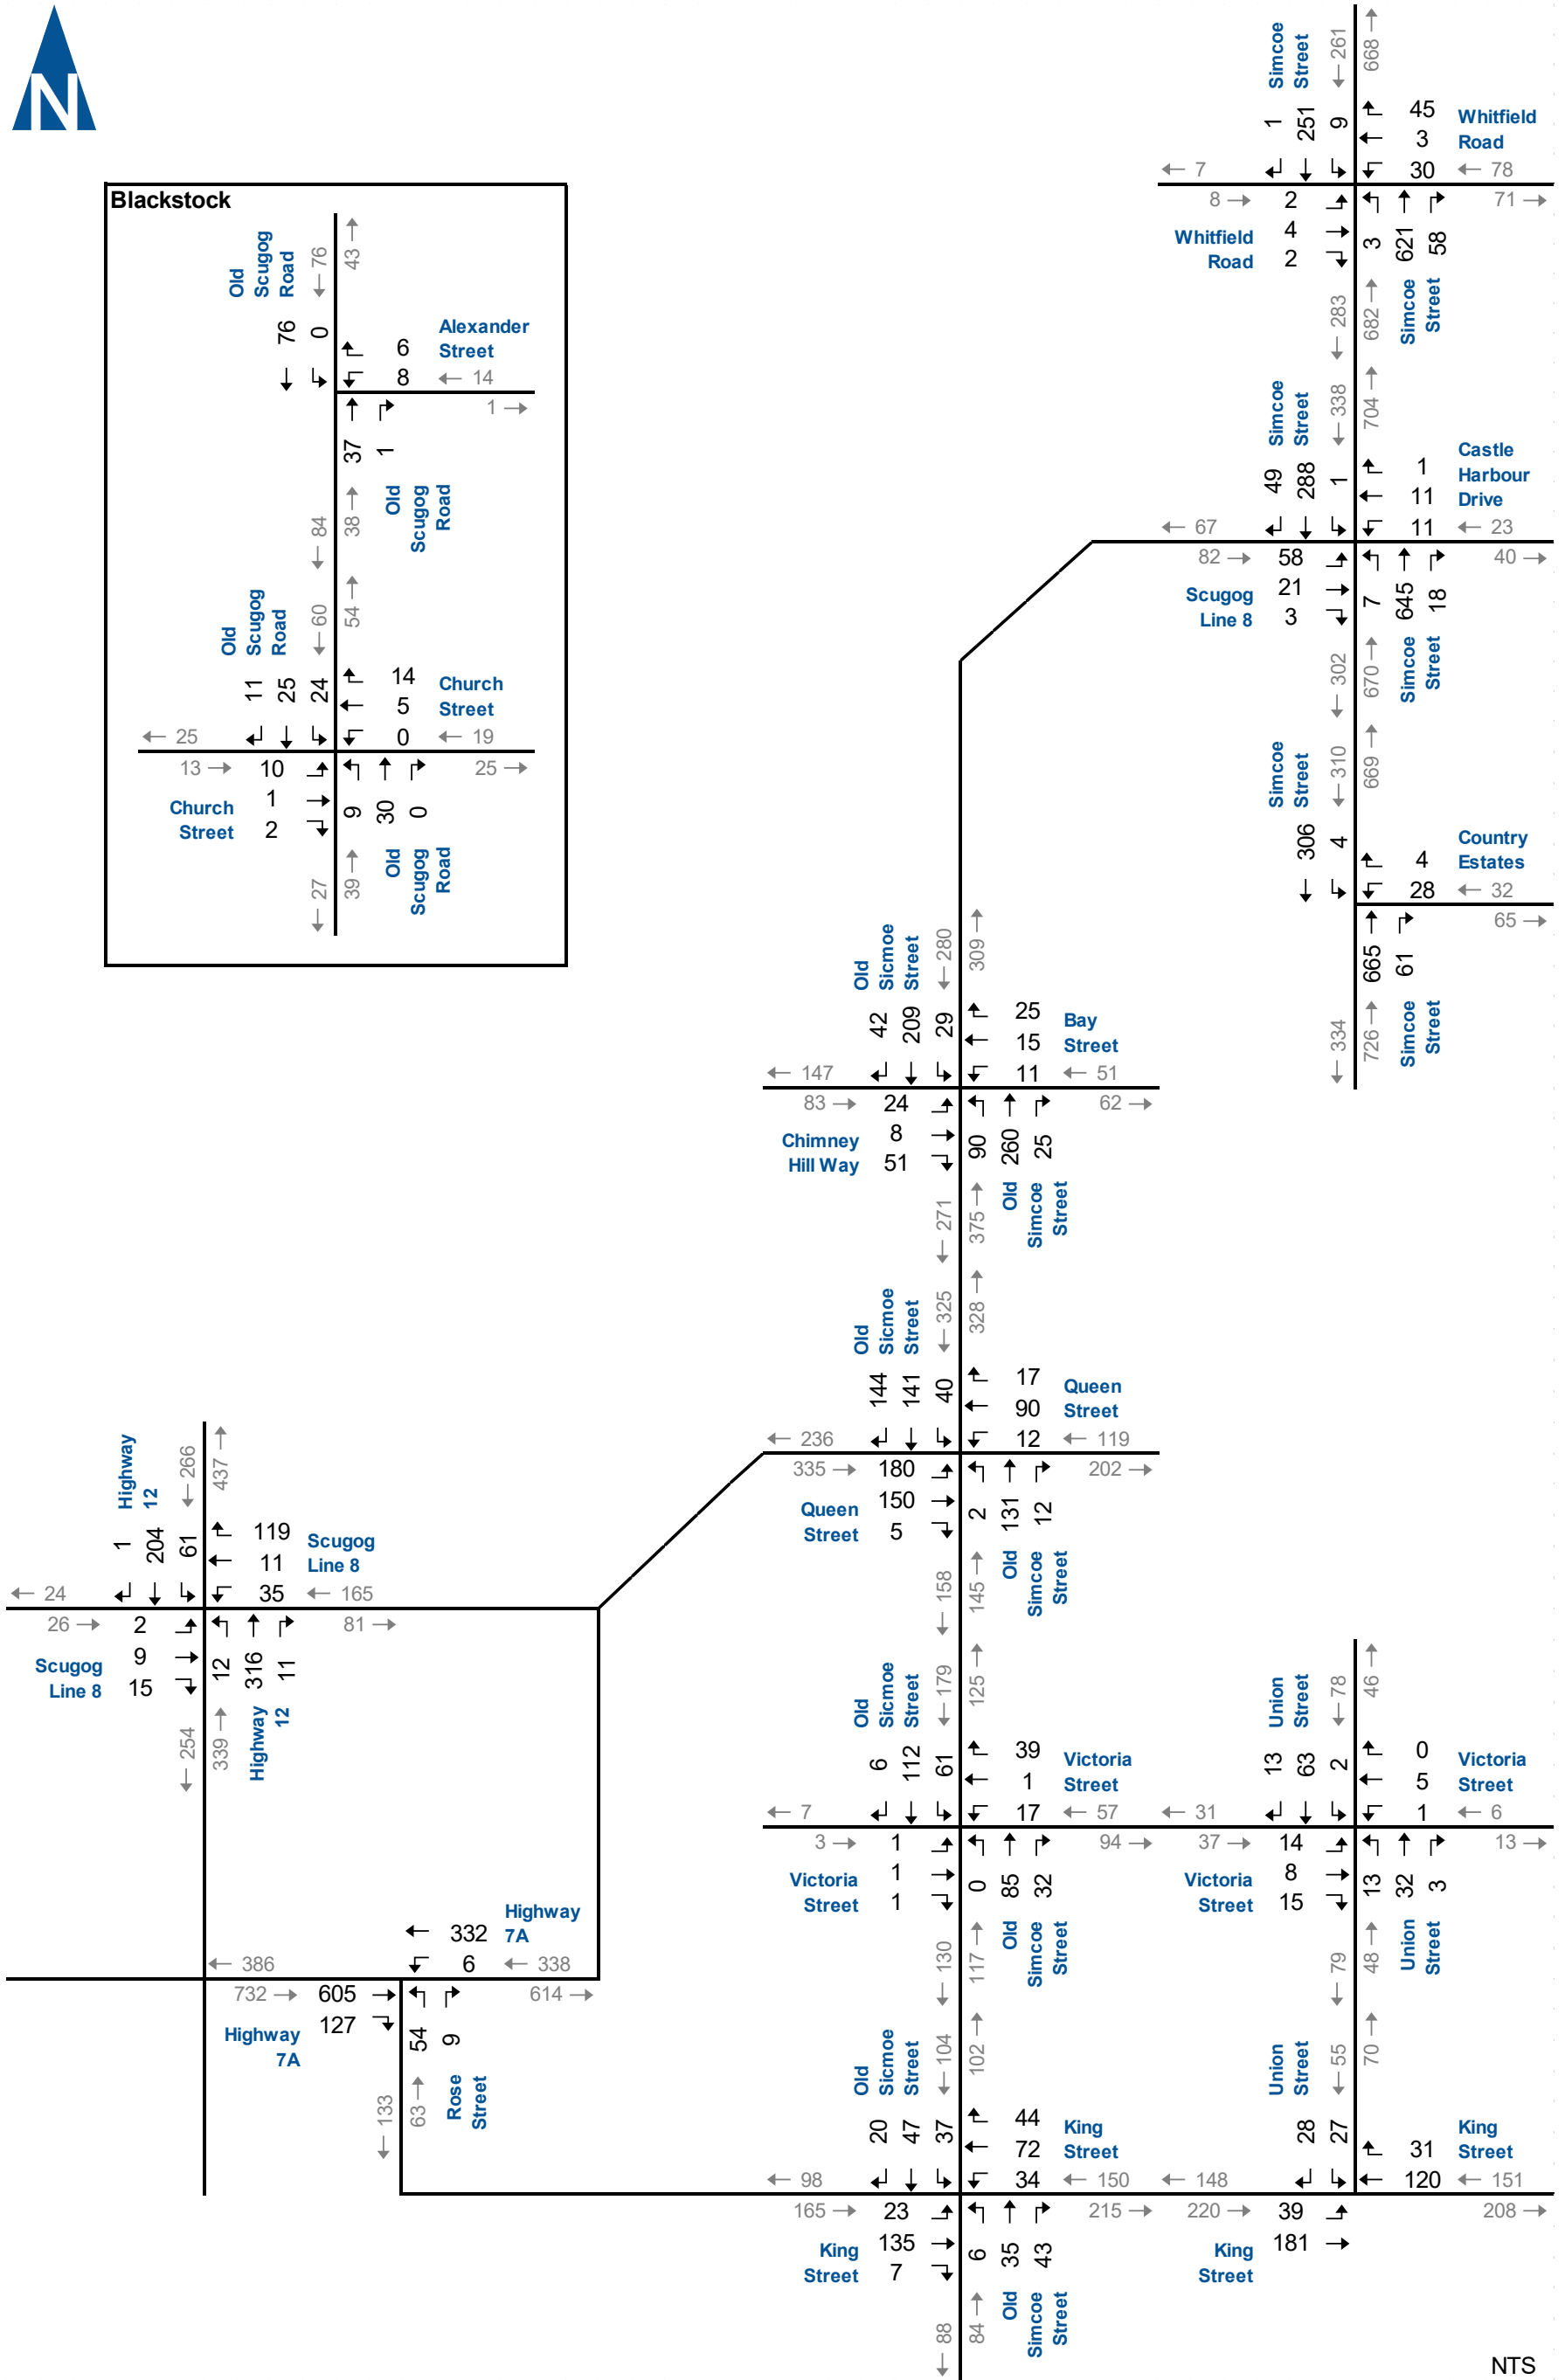 N
Blackstock
Old
Scugog
Road
← 76
43 →
76
0
6
8
Alexander
Street
← 14
1 →
37
1
← 84
38 →
Old
Scugog
Road
Old
Scugog
Road
← 60
54 →
11
25
24
14
5
0
Church
Street
← 25
← 19
13 →
10
1
2
25 →
Church
Street
9
30
0
← 27
39 →
Old
Scugog
Road
Simcoe
Street
← 261
668 →
1
251
9
45
3
30
Whitfield
Road
← 7
← 78
8 →
2
4
2
71 →
Whitfield
Road
3
621
58
← 283
682 →
Simcoe
Street
Simcoe
Street
← 338
704 →
49
288
1
1
11
11
Castle
Harbour
Drive
← 67
← 23
82 →
58
21
3
40 →
Scugog
Line 8
7
645
18
← 302
670 →
Simcoe
Street
Simcoe
Street
← 310
669 →
306
4
4
28
Country
Estates
← 32
65 →
665
61
← 334
726 →
Simcoe
Street
Old
Sicmoe
Street
← 280
309 →
42
209
29
25
15
11
Bay
Street
← 147
← 51
83 →
24
8
51
62 →
Chimney
Hill Way
90
260
25
← 271
375 →
Old
Simcoe
Street
Old
Sicmoe
Street
← 325
328 →
144
141
40
17
90
12
Queen
Street
← 236
← 119
335 →
180
150
5
202 →
Queen
Street
2
131
12
← 158
145 →
Old
Simcoe
Street
Highway
12
← 266
437 →
1
204
61
119
11
35
Scugog
Line 8
← 24
← 165
26 →
2
9
15
81 →
Scugog
Line 8
12
316
11
← 254
339 →
Highway
12
Old
Sicmoe
Street
← 179
125 →
6
112
61
39
1
17
Victoria
Street
← 7
← 57
3 →
1
1
1
94 →
Victoria
Street
0
85
32
← 130
117 →
Old
Simcoe
Street
Union
Street
← 78
46 →
13
63
2
0
5
1
Victoria
Street
← 31
← 6
37 →
14
8
15
13 →
Victoria
Street
13
32
3
← 79
48 →
Union
Street
332
6
Highway
7A
← 386
← 338
732 →
605
127
614 →
Highway
7A
54
9
← 133
63 →
Rose
Street
Old
Sicmoe
Street
← 104
102 →
20
47
37
44
72
34
King
Street
← 98
← 150
165 →
23
135
7
215 →
King
Street
6
35
43
← 88
84 →
Old
Simcoe
Street
Union
Street
← 55
70 →
28
27
31
120
King
Street
← 148
← 151
220 →
39
181
208 →
King
Street
NTS